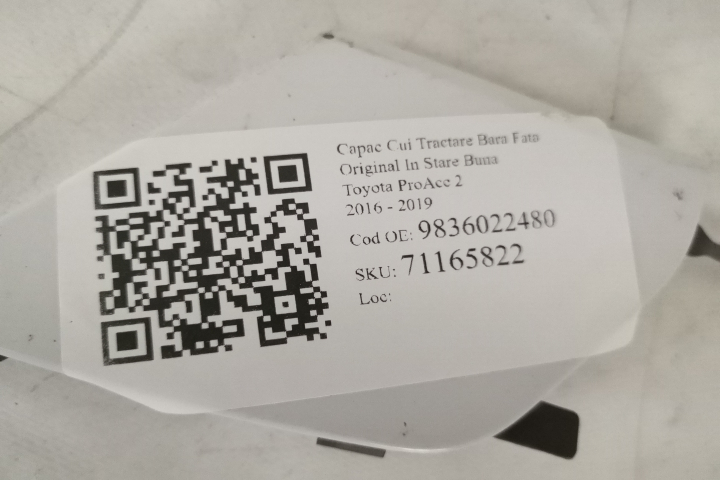 Capac Cui Tractare Bara Fata
Original In Stare Buna
Toyota ProAce 2
2016 - 2019
Cod OE: 9836022480
SKU: 71165822
Loc: